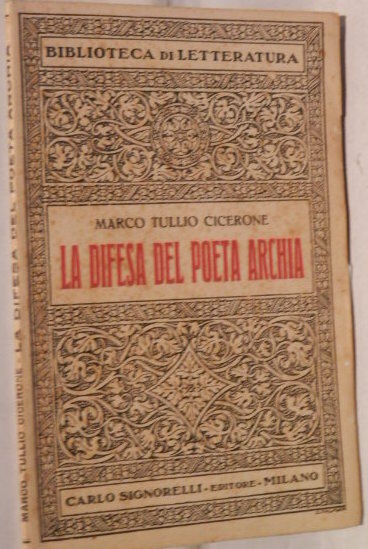 BIBLIOTECA DI LETTERATURA
MARCO TULLIO CICERONE
LA DIFESA DEL POETA ARCHIA
CARLO SIGNORELLI - EDITORE - MILANO
MARCO TULLIO CICERONE LA DIFESA DEL POETA ARCHIA